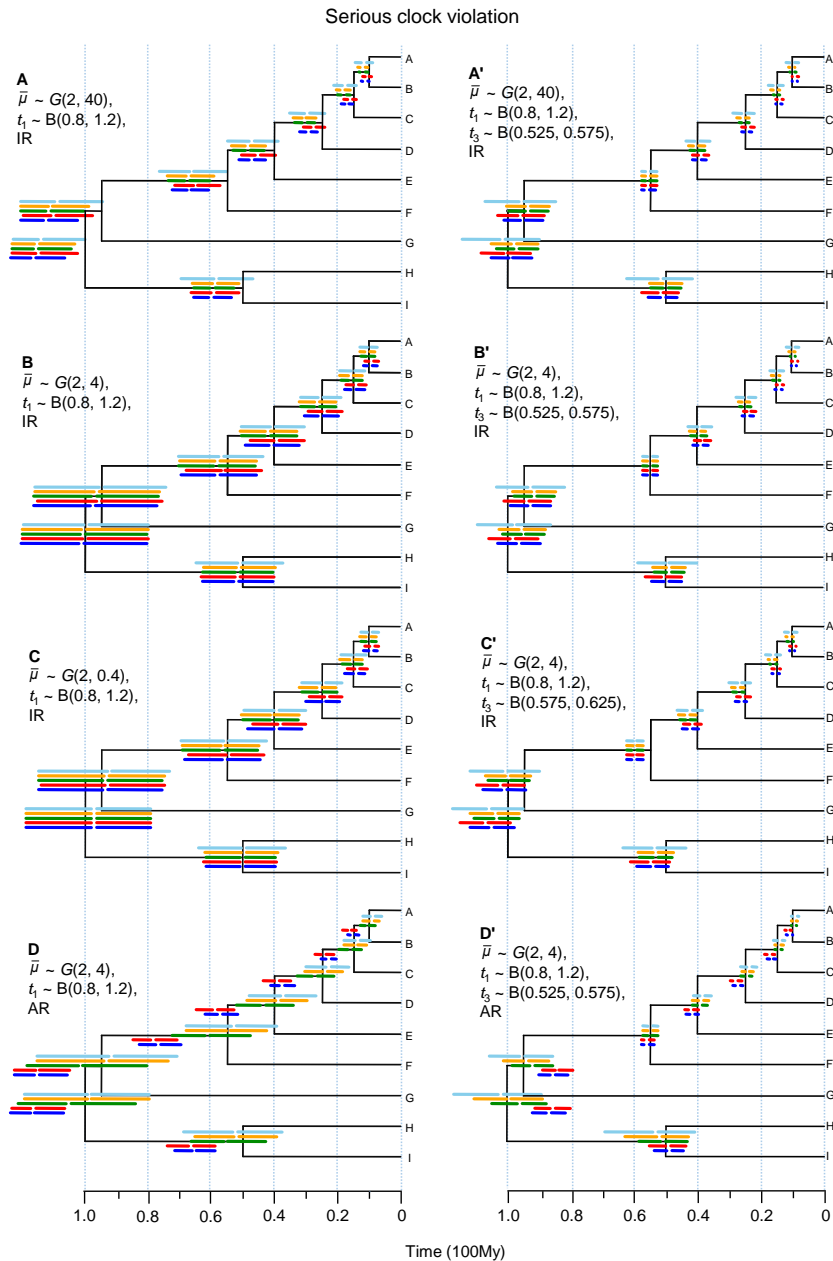 Serious clock violation
A
μ̄ ~ G(2, 40),
t₁ ~ B(0.8, 1.2),
IR
A
B
C
D
E
F
G
H
I
A'
μ̄ ~ G(2, 40),
t₁ ~ B(0.8, 1.2),
t₃ ~ B(0.525, 0.575),
IR
A
B
C
D
E
F
G
H
I
B
μ̄ ~ G(2, 4),
t₁ ~ B(0.8, 1.2),
IR
A
B
C
D
E
F
G
H
I
B'
μ̄ ~ G(2, 4),
t₁ ~ B(0.8, 1.2),
t₃ ~ B(0.525, 0.575),
IR
A
B
C
D
E
F
G
H
I
C
μ̄ ~ G(2, 0.4),
t₁ ~ B(0.8, 1.2),
IR
A
B
C
D
E
F
G
H
I
C'
μ̄ ~ G(2, 4),
t₁ ~ B(0.8, 1.2),
t₃ ~ B(0.575, 0.625),
IR
A
B
C
D
E
F
G
H
I
D
μ̄ ~ G(2, 4),
t₁ ~ B(0.8, 1.2),
AR
A
B
C
D
E
F
G
H
I
D'
μ̄ ~ G(2, 4),
t₁ ~ B(0.8, 1.2),
t₃ ~ B(0.525, 0.575),
AR
A
B
C
D
E
F
G
H
I
1.0 0.8 0.6 0.4 0.2 0
1.0 0.8 0.6 0.4 0.2 0
Time (100My)